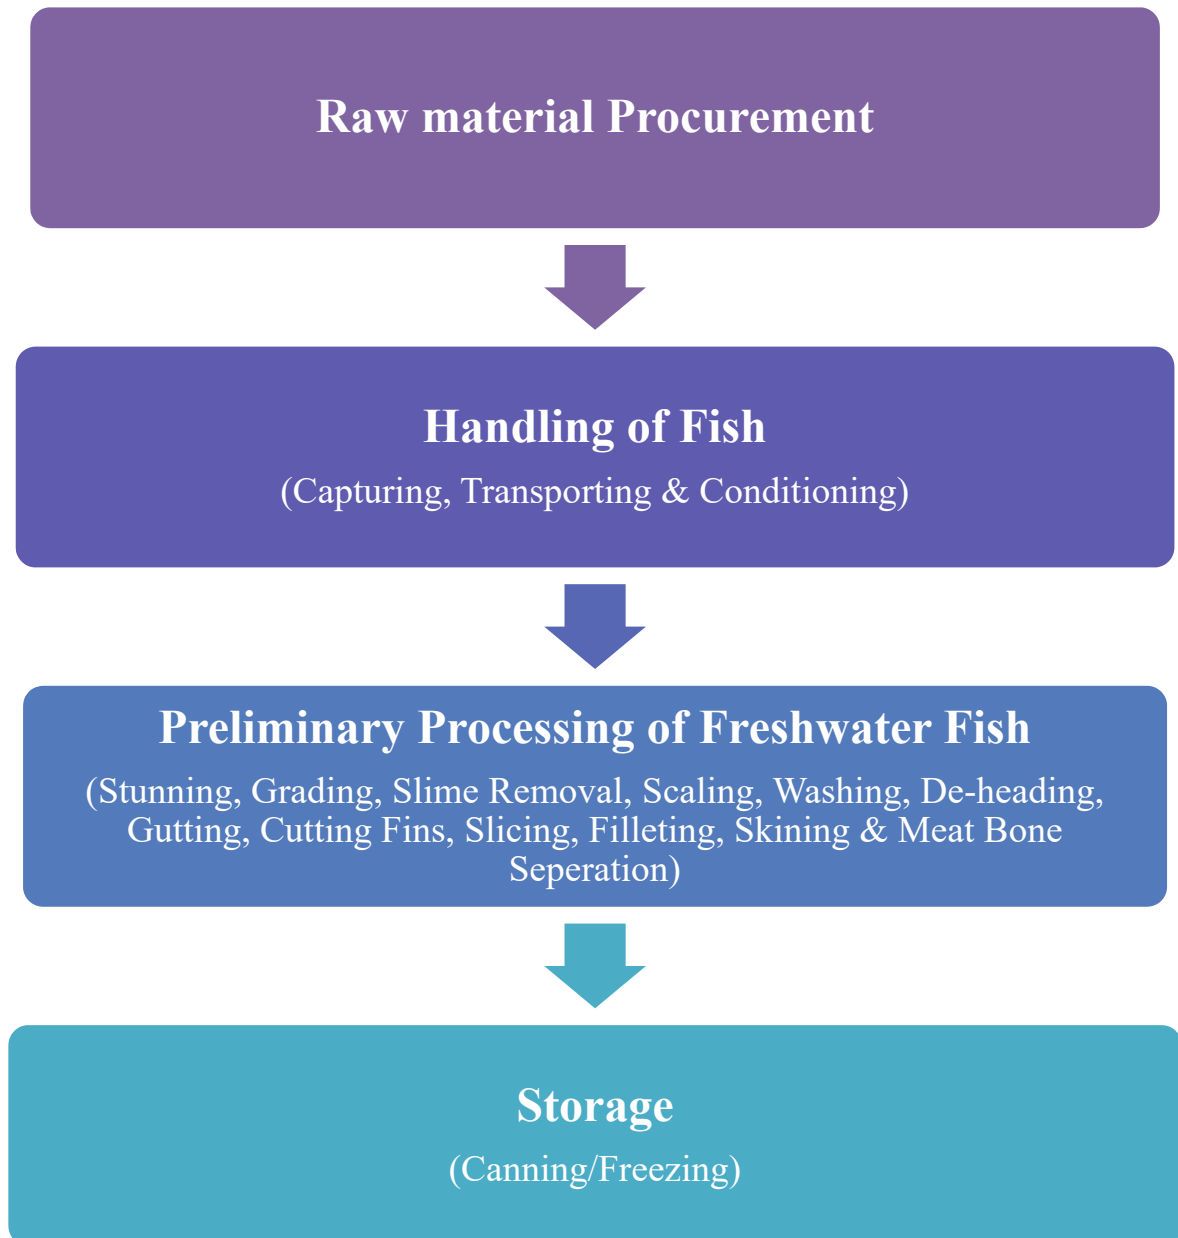 Raw material Procurement
Handling of Fish
(Capturing, Transporting & Conditioning)
Preliminary Processing of Freshwater Fish
(Stunning, Grading, Slime Removal, Scaling, Washing, De-heading,
Gutting, Cutting Fins, Slicing, Filleting, Skining & Meat Bone
Seperation)
Storage
(Canning/Freezing)